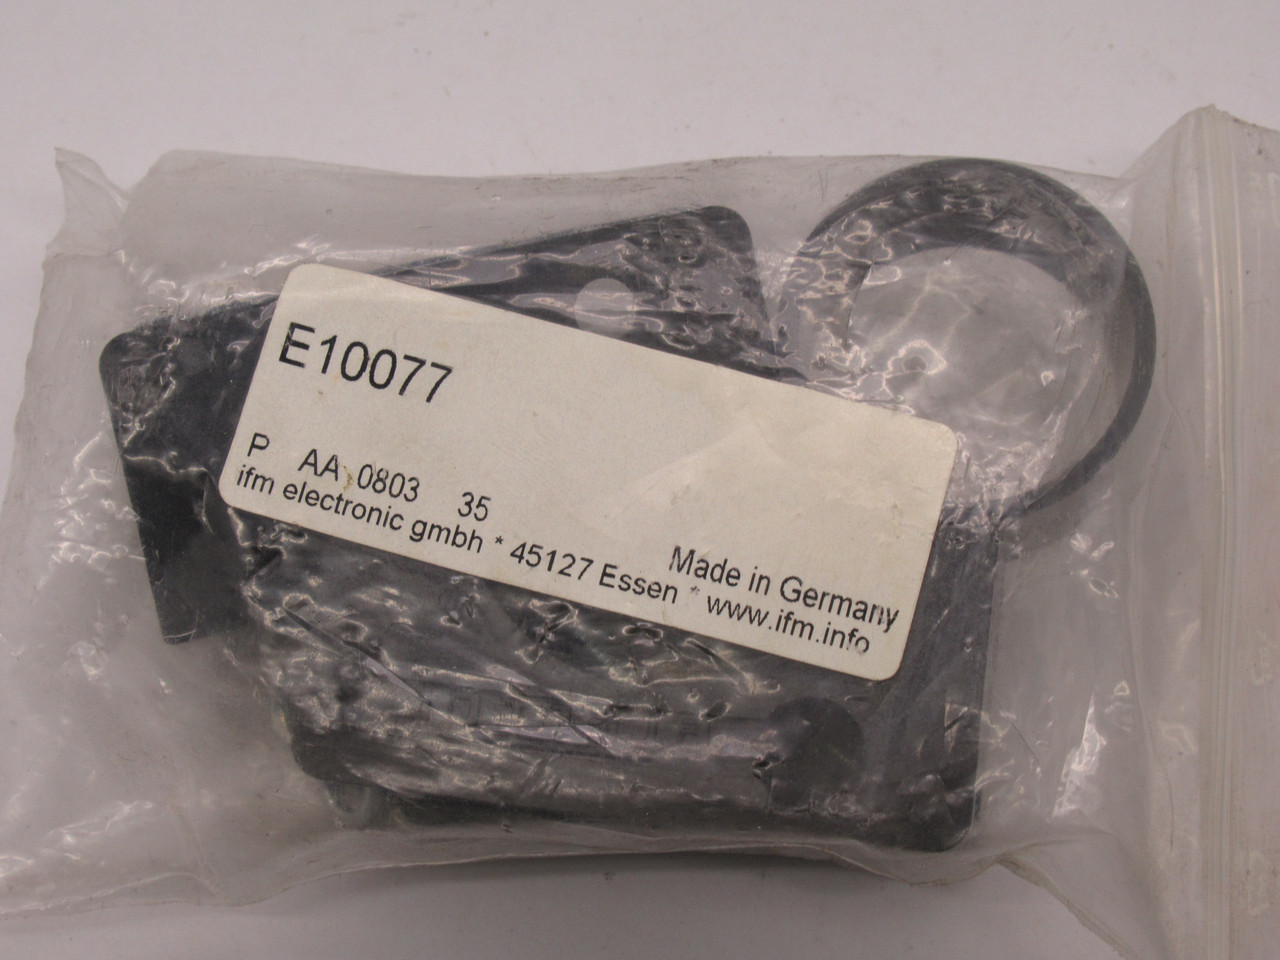 E10077
P AA 0803 35
Made in Germany
ifm electronic gmbh * 45127 Essen * www.ifm.info